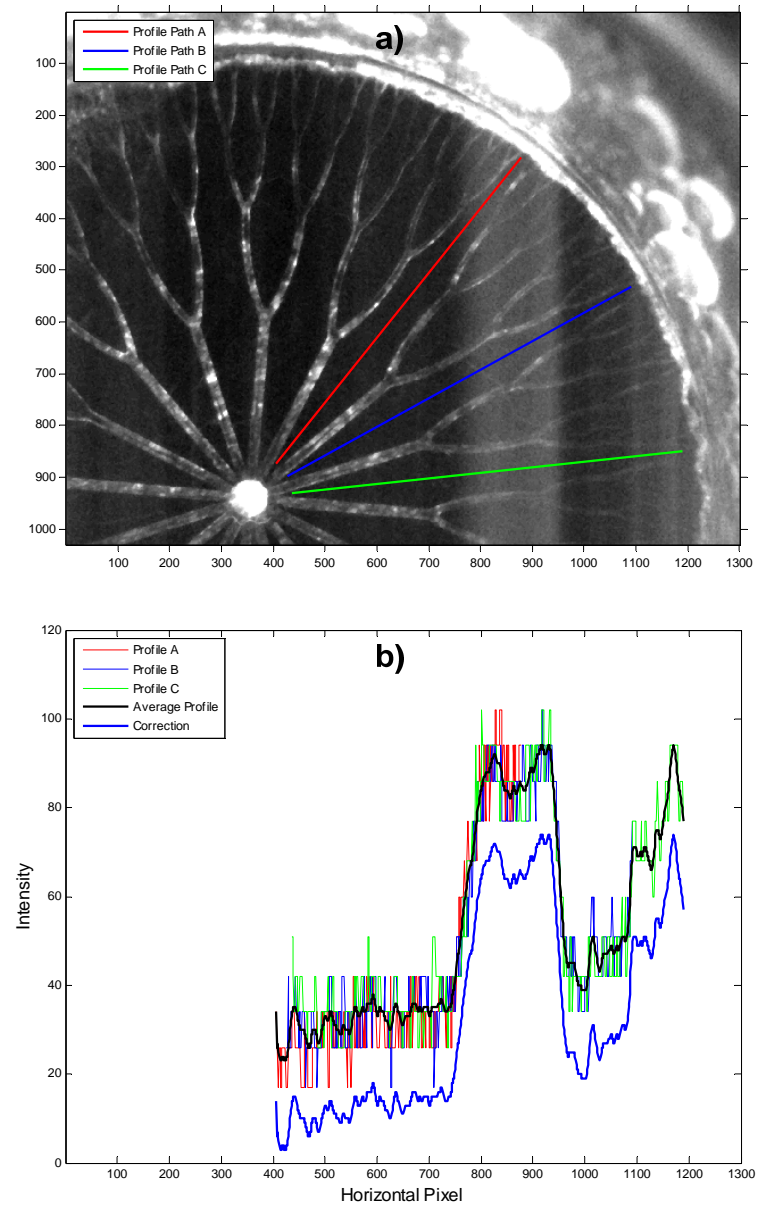 a)
Profile Path A
Profile Path B
Profile Path C
100
200
300
400
500
600
700
800
900
1000
100 200 300 400 500 600 700 800 900 1000 1100 1200 1300
120
b)
Profile A
Profile B
Profile C
Average Profile
Correction
100
80
60
40
20
0
Intensity
100 200 300 400 500 600 700 800 900 1000 1100 1200 1300
Horizontal Pixel